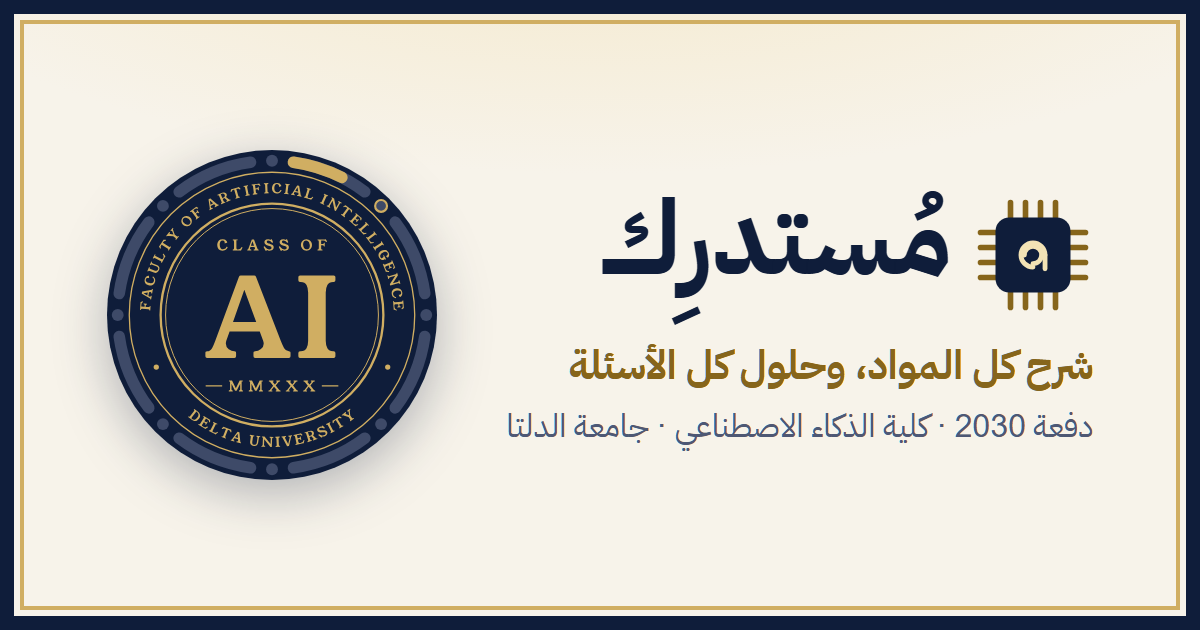 مُستدرِك
شرح كل المواد، وحلول كل الأسئلة
دفعة 2030 · كلية الذكاء الاصطناعي · جامعة الدلتا
FACULTY OF ARTIFICIAL INTELLIGENCE
CLASS OF
AI
MMXXX
DELTA UNIVERSITY